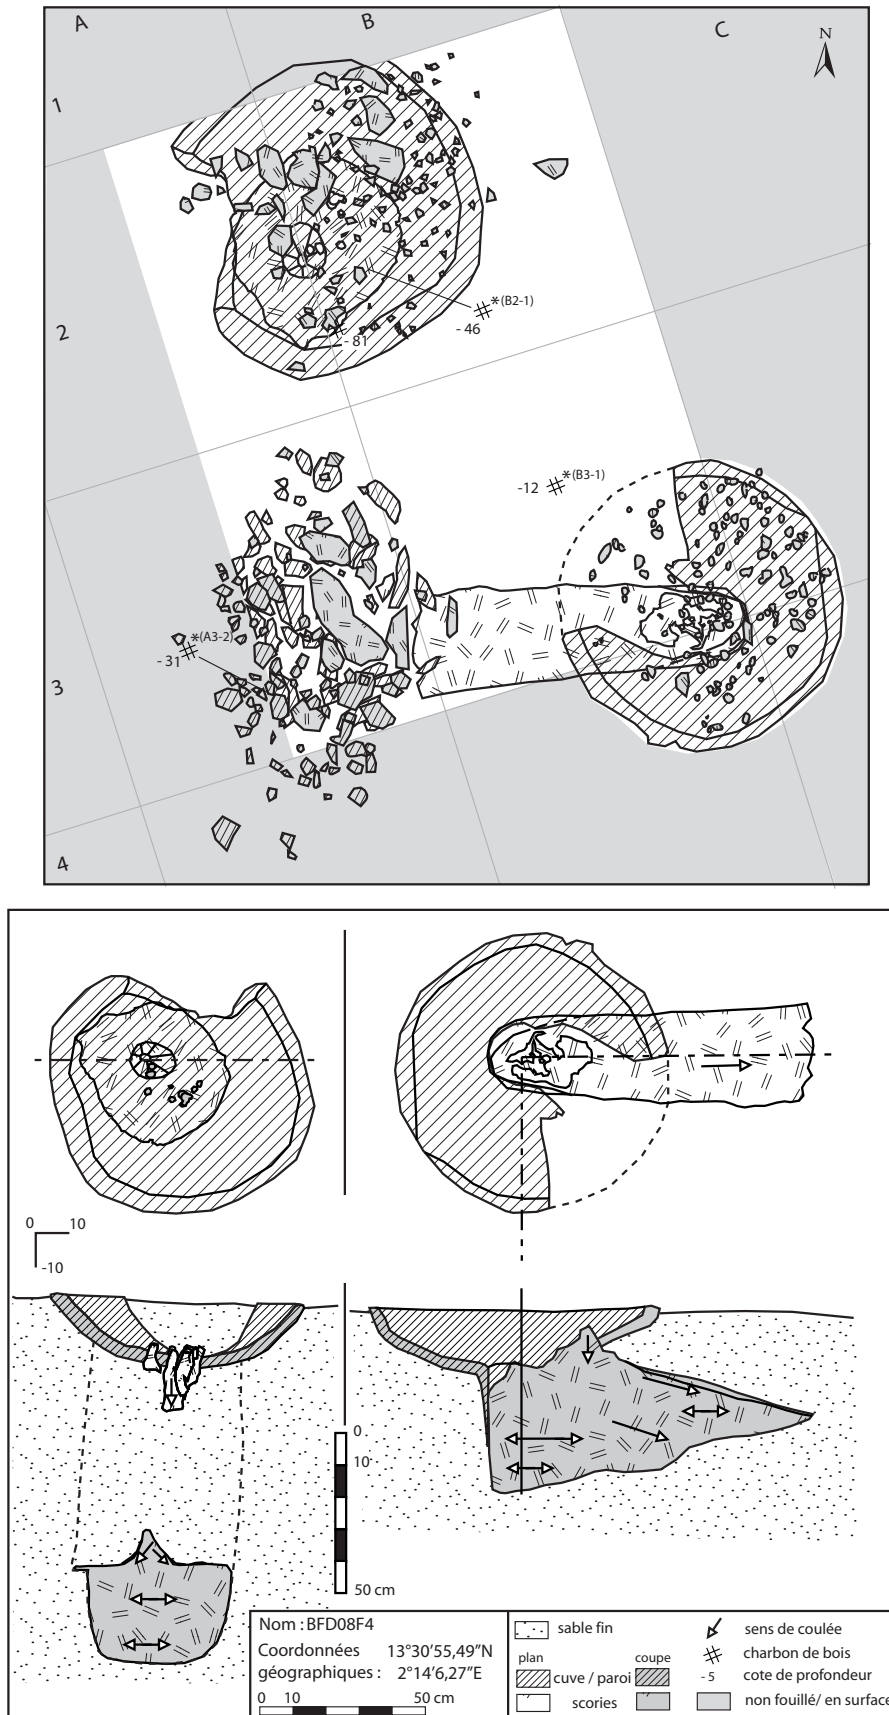 A
B
C
N
1
*(B2-1)
- 46
2
- 81
*(B3-1)
-12
*(A3-2)
- 31
3
4
0 10
-10
0
10
50 cm
Nom : BFD08F4
Coordonnées 13°30'55,49"N
géographiques : 2°14'6,27"E
0 10 50 cm
sable fin
plan coupe
cuve / paroi
scories
sens de coulée
charbon de bois
- 5 cote de profondeur
non fouillé/ en surface